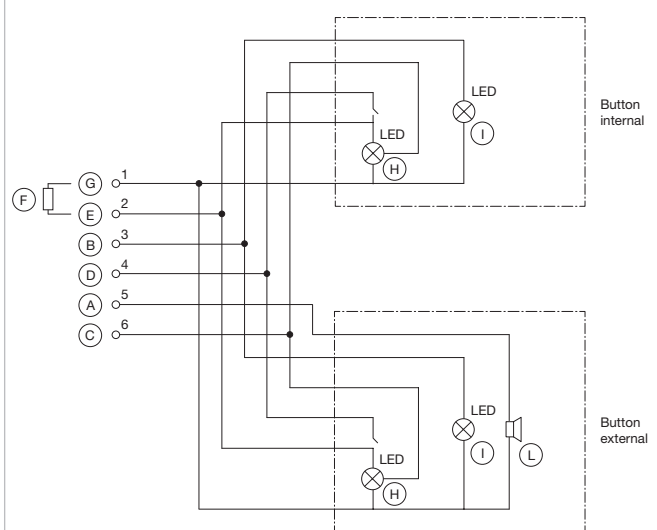 LED
Button
internal
I
LED
H
G 1
F
E 2
B 3
D 4
A 5
C 6
LED
Button
external
I
L
LED
H